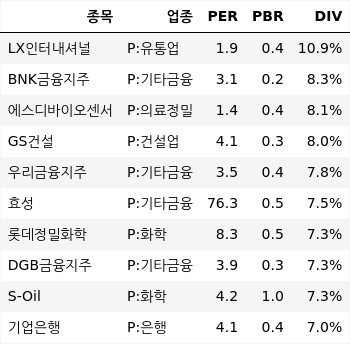 종목 업종 PER PBR DIV
LX인터내셔널 P:유통업 1.9 0.4 10.9%
BNK금융지주 P:기타금융 3.1 0.2 8.3%
에스디바이오센서 P:의료정밀 1.4 0.4 8.1%
GS건설 P:건설업 4.1 0.3 8.0%
우리금융지주 P:기타금융 3.5 0.4 7.8%
효성 P:기타금융 76.3 0.5 7.5%
롯데정밀화학 P:화학 8.3 0.5 7.3%
DGB금융지주 P:기타금융 3.9 0.3 7.3%
S-Oil P:화학 4.2 1.0 7.3%
기업은행 P:은행 4.1 0.4 7.0%